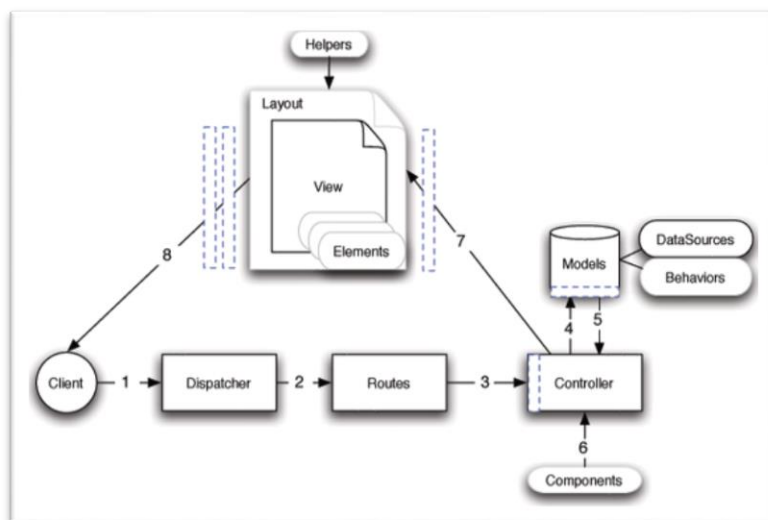 Helpers
Layout
View
Elements
7
8
DataSources
Models
Behaviors
4
5
Client
1
Dispatcher
2
Routes
3
Controller
6
Components